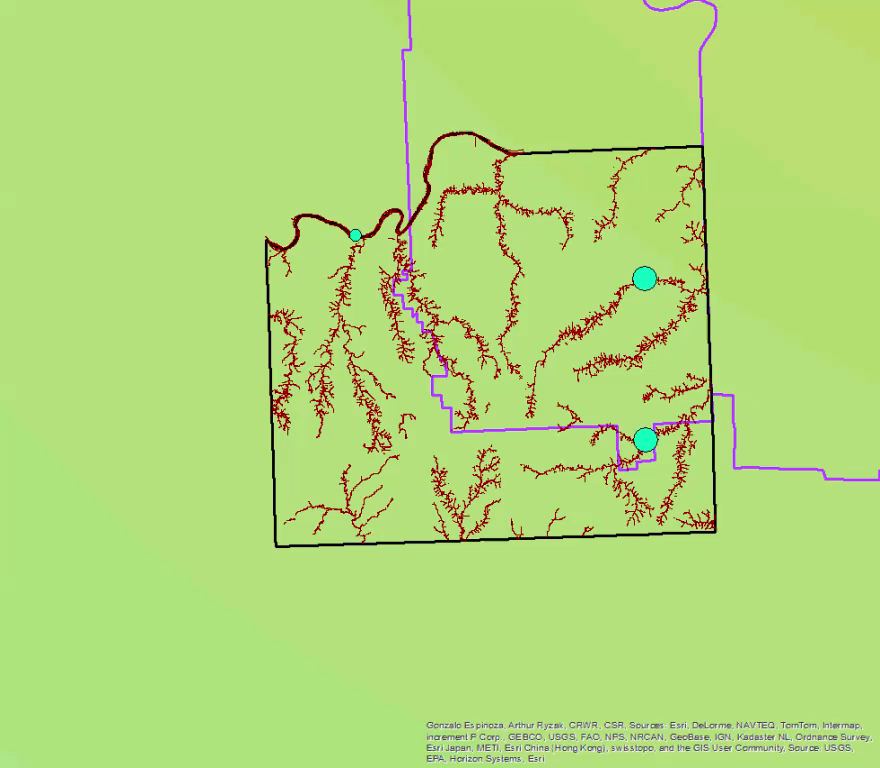 Gonzalo Espinoza, Arthur Ryzak, CRWR, CSR, Sources: Esri, DeLorme, NAVTEQ, TomTom, Intermap,
increment P Corp., GEBCO, USGS, FAO, NPS, NRCAN, GeoBase, IGN, Kadaster NL, Ordnance Survey,
Esri Japan, METI, Esri China (Hong Kong), swisstopo, and the GIS User Community, Source: USGS,
EPA, Horizon Systems, Esri